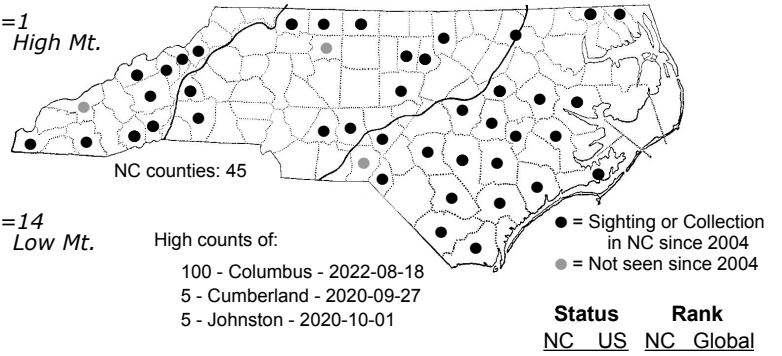 =1
High Mt.
NC counties: 45
=14
Low Mt.
High counts of:
100 - Columbus - 2022-08-18
5 - Cumberland - 2020-09-27
5 - Johnston - 2020-10-01
= Sighting or Collection
in NC since 2004
= Not seen since 2004
Status Rank
NC US NC Global